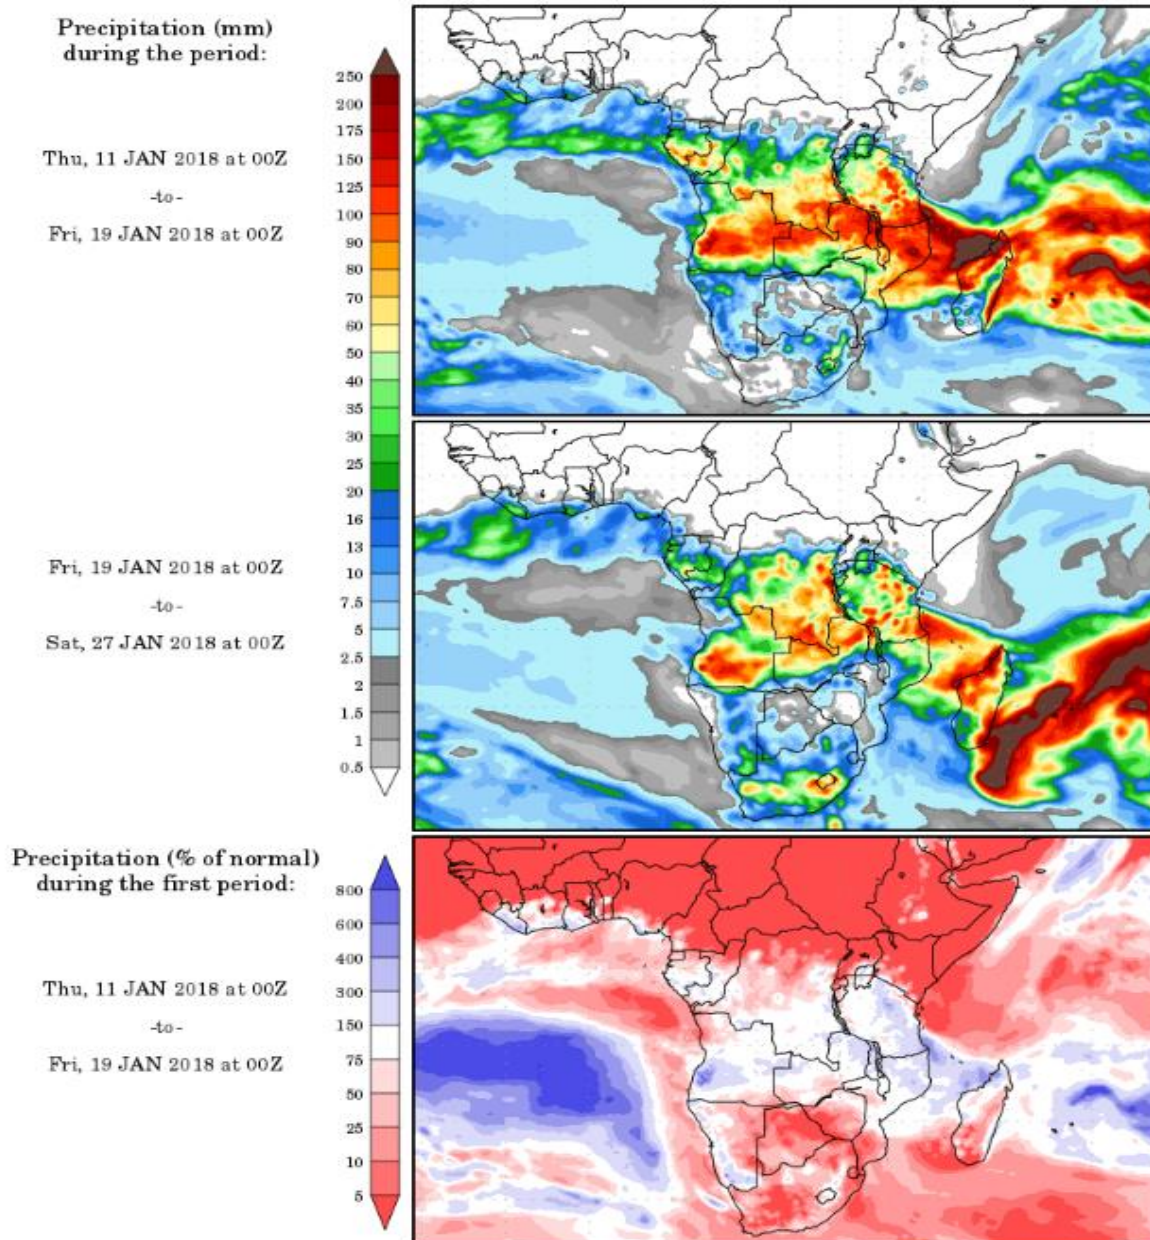 Precipitation (mm)
during the period:
Thu, 11 JAN 2018 at 00Z
-to-
Fri, 19 JAN 2018 at 00Z
Fri, 19 JAN 2018 at 00Z
-to-
Sat, 27 JAN 2018 at 00Z
250
200
175
150
125
100
90
80
70
60
50
40
35
30
25
20
16
13
10
7.5
5
2.5
2
1.5
1
0.5
Precipitation (% of normal)
during the first period:
Thu, 11 JAN 2018 at 00Z
-to-
Fri, 19 JAN 2018 at 00Z
800
600
400
300
150
75
50
25
10
5